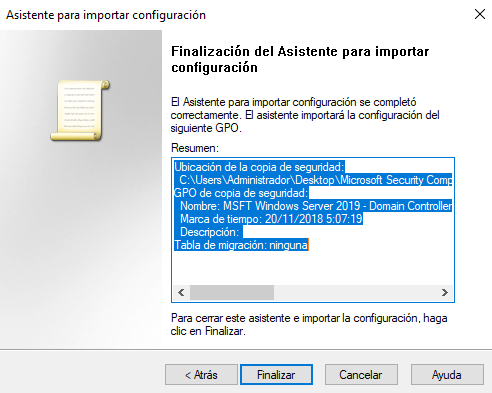 Asistente para importar configuración
Finalización del Asistente para importar
configuración
El Asistente para importar configuración se completó
correctamente. El asistente importará la configuración del
siguiente GPO.
Resumen:
Ubicación de la copia de seguridad:
C:\Users\Administrador\Desktop\Microsoft Security Comp
GPO de copia de seguridad:
Nombre: MSFT Windows Server 2019 - Domain Controller
Marca de tiempo: 20/11/2018 5:07:19
Descripción:
Tabla de migración: ninguna
Para cerrar este asistente e importar la configuración, haga
clic en Finalizar.
< Atrás Finalizar Cancelar Ayuda